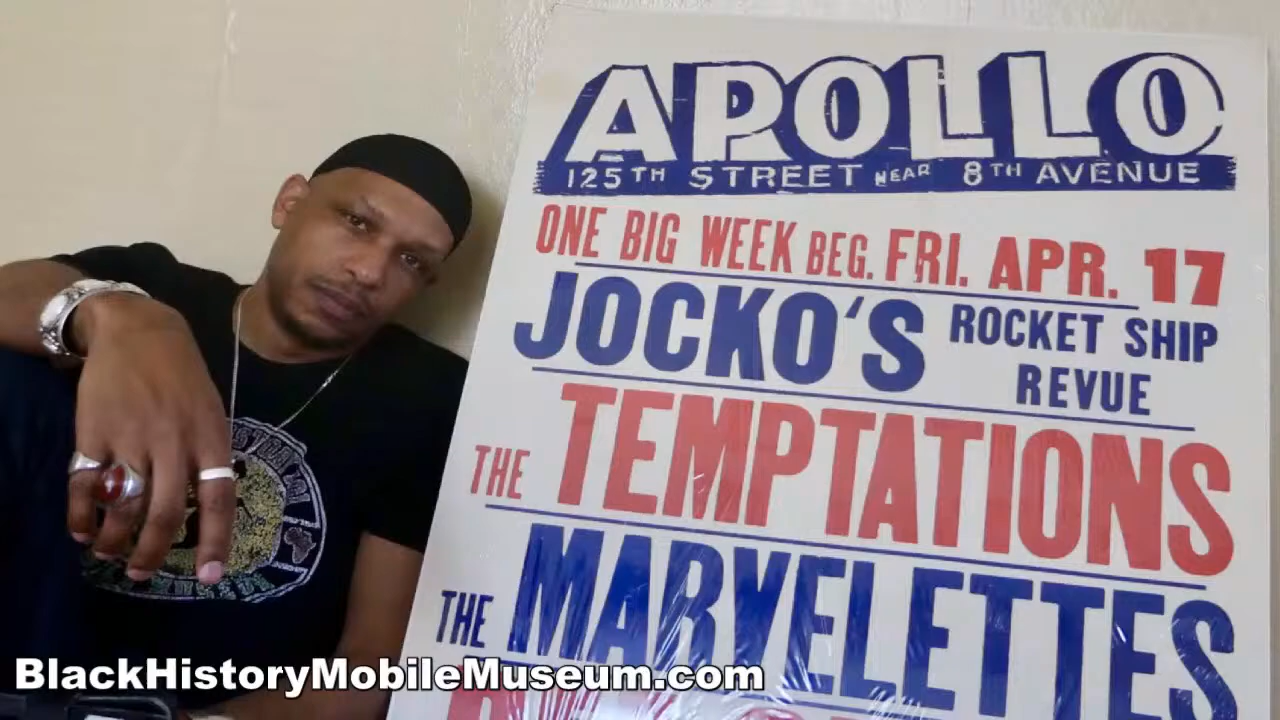 APOLLO
125TH STREET NEAR 8TH AVENUE
ONE BIG WEEK BEG. FRI. APR. 17
JOCKO'S ROCKET SHIP
REVUE
THE TEMPTATIONS
THE MARVELETTES
BlackHistoryMobileMuseum.com